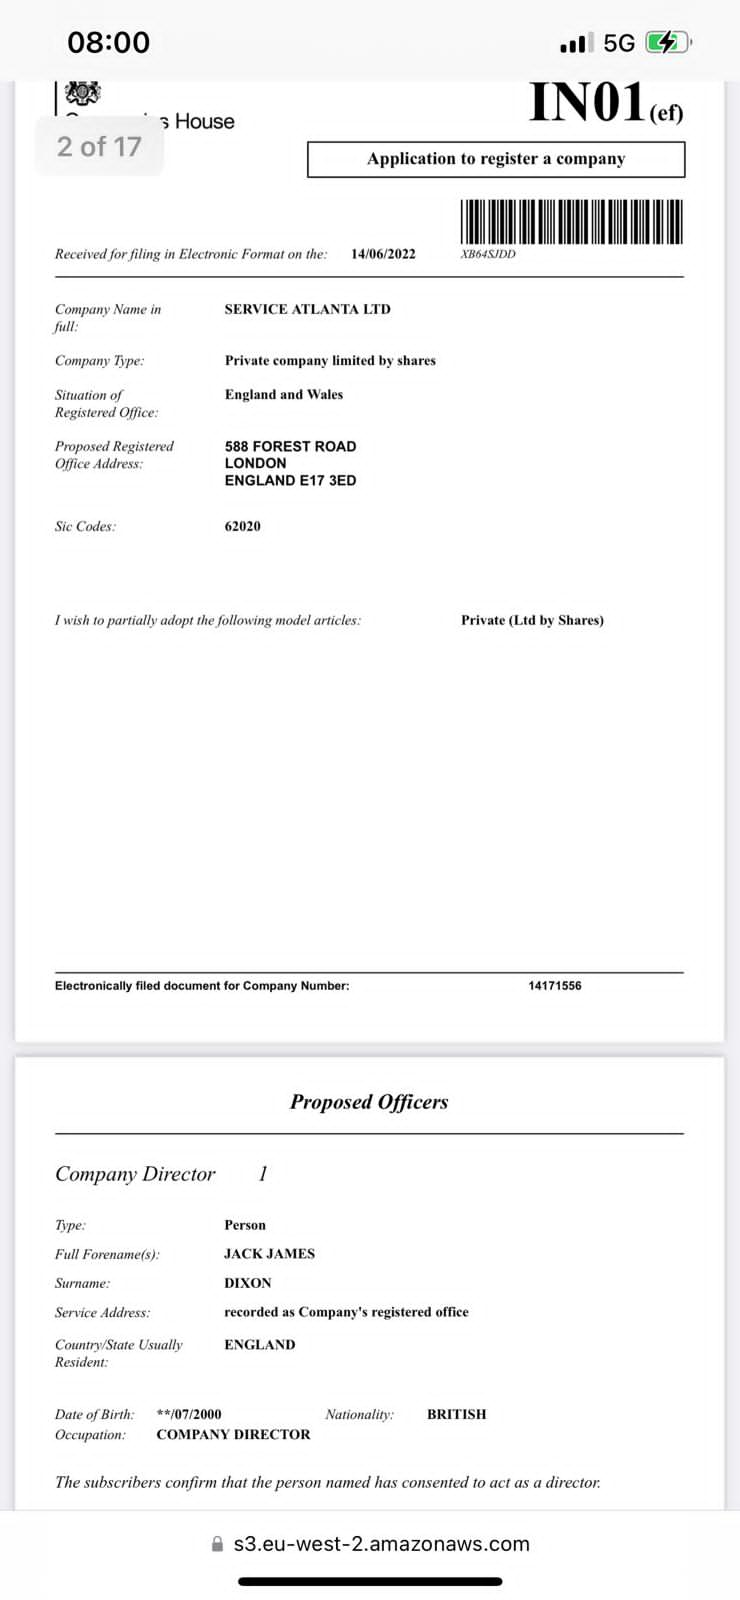 08:00
5G
IN01(ef)
s House
2 of 17
Application to register a company
Received for filing in Electronic Format on the: 14/06/2022
XB64SJDD
Company Name in full: SERVICE ATLANTA LTD
Company Type: Private company limited by shares
Situation of Registered Office: England and Wales
Proposed Registered Office Address: 588 FOREST ROAD
LONDON
ENGLAND E17 3ED
Sic Codes: 62020
I wish to partially adopt the following model articles: Private (Ltd by Shares)
Electronically filed document for Company Number: 14171556
Proposed Officers
Company Director 1
Type: Person
Full Forename(s): JACK JAMES
Surname: DIXON
Service Address: recorded as Company's registered office
Country/State Usually Resident: ENGLAND
Date of Birth: **/07/2000 Nationality: BRITISH
Occupation: COMPANY DIRECTOR
The subscribers confirm that the person named has consented to act as a director.
s3.eu-west-2.amazonaws.com